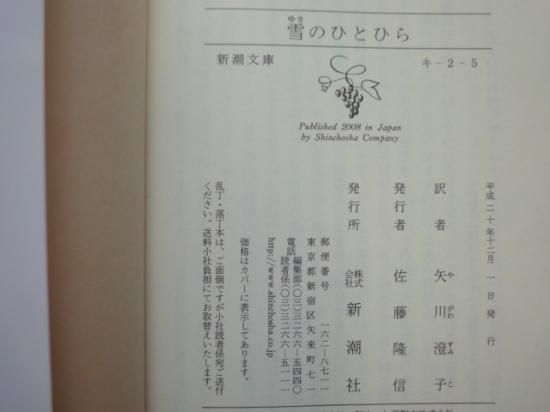 ゆき
雪のひとひら
新潮文庫
キ-2-5
Published 2008 in Japan
by Shinchosha Company
平成二十年十二月一日発行
訳者 矢川澄子
や がわ すみ こ
発行者 佐藤隆信
発行所 株式会社 新潮社
郵便番号 一六二-八七一一
東京都新宿区矢来町七一
電話 編集部(〇三)三二六六-五四四〇
読者係(〇三)三二六六-五一一一
http://www.shinchosha.co.jp
価格はカバーに表示してあります。
乱丁・落丁本は、ご面倒ですが小社読者係宛ご送付
ください。送料小社負担にてお取替えいたします。